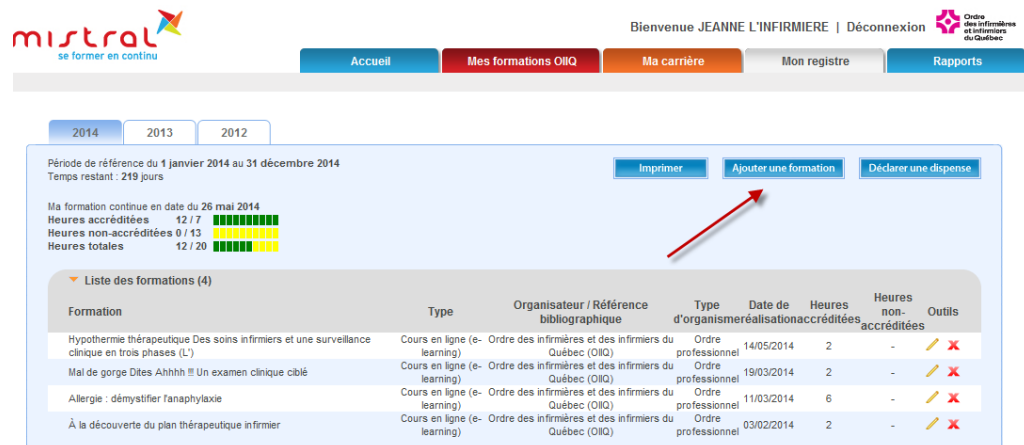 mistral
se former en continu
Bienvenue JEANNE L'INFIRMIERE | Déconnexion
Ordre
des infirmières
et infirmiers
du Québec
Accueil
Mes formations OIIQ
Ma carrière
Mon registre
Rapports
2014
2013
2012
Période de référence du 1 janvier 2014 au 31 décembre 2014
Temps restant : 219 jours
Imprimer
Ajouter une formation
Déclarer une dispense
Ma formation continue en date du 26 mai 2014
Heures accréditées 12 / 7
Heures non-accréditées 0 / 13
Heures totales 12 / 20
Liste des formations (4)
Formation
Type
Organisateur / Référence
bibliographique
Type
d'organisme
Date de
réalisation
Heures
accréditées
Heures
non-
accréditées
Outils
Hypothermie thérapeutique Des soins infirmiers et une surveillance
clinique en trois phases (L')
Cours en ligne (e-
learning)
Ordre des infirmières et des infirmiers du
Québec (OIIQ)
Ordre
professionnel
14/05/2014
2
-
Mal de gorge Dites Ahhhh !!! Un examen clinique ciblé
Cours en ligne (e-
learning)
Ordre des infirmières et des infirmiers du
Québec (OIIQ)
Ordre
professionnel
19/03/2014
2
-
Allergie : démystifier l'anaphylaxie
Cours en ligne (e-
learning)
Ordre des infirmières et des infirmiers du
Québec (OIIQ)
Ordre
professionnel
11/03/2014
6
-
À la découverte du plan thérapeutique infirmier
Cours en ligne (e-
learning)
Ordre des infirmières et des infirmiers du
Québec (OIIQ)
Ordre
professionnel
03/02/2014
2
-